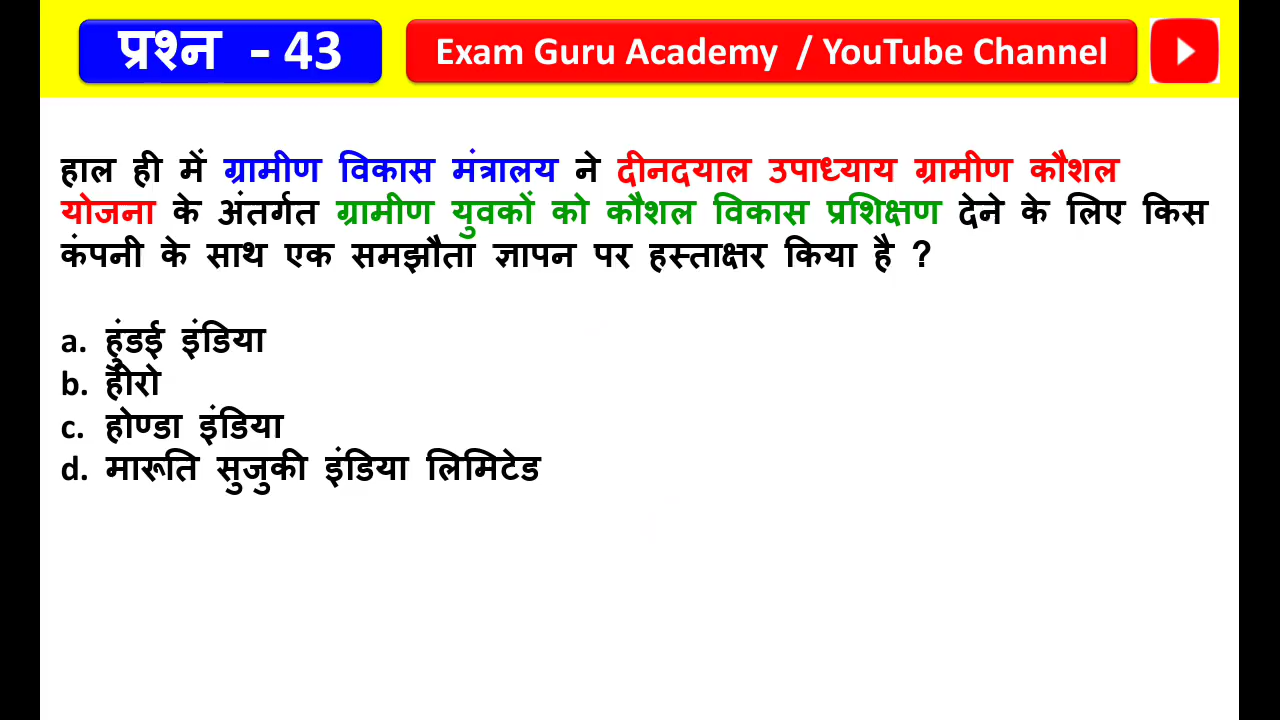 प्रश्न - 43
Exam Guru Academy / YouTube Channel
हाल ही में ग्रामीण विकास मंत्रालय ने दीनदयाल उपाध्याय ग्रामीण कौशल
योजना के अंतर्गत ग्रामीण युवकों को कौशल विकास प्रशिक्षण देने के लिए किस
कंपनी के साथ एक समझौता ज्ञापन पर हस्ताक्षर किया है ?
a. हुंडई इंडिया
b. हीरो
c. होण्डा इंडिया
d. मारूति सुजुकी इंडिया लिमिटेड